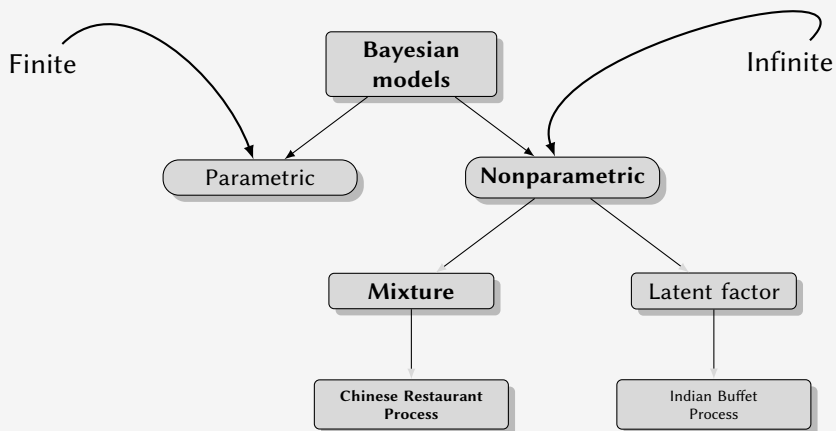 Finite
Bayesian
models
Infinite
Parametric
Nonparametric
Mixture
Latent factor
Chinese Restaurant
Process
Indian Buffet
Process